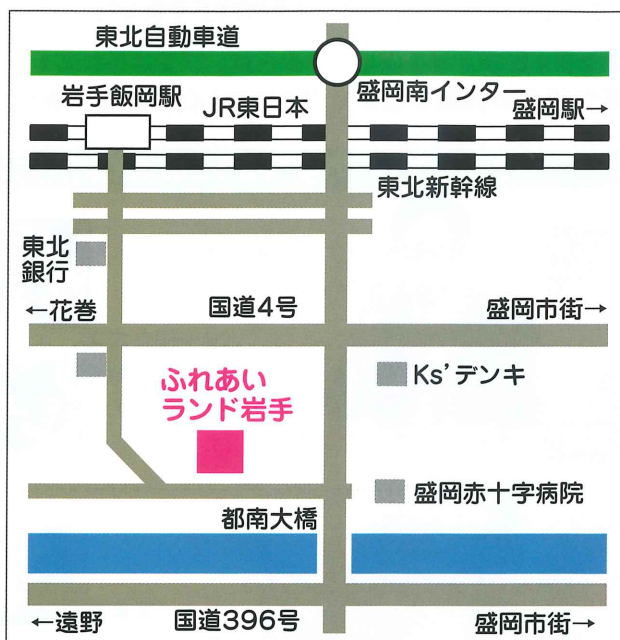 東北自動車道
岩手飯岡駅
JR東日本
盛岡南インター
盛岡駅→
東北新幹線
東北
銀行
←花巻
国道4号
盛岡市街→
ふれあい
ランド岩手
Ks'デンキ
盛岡赤十字病院
都南大橋
←遠野
国道396号
盛岡市街→